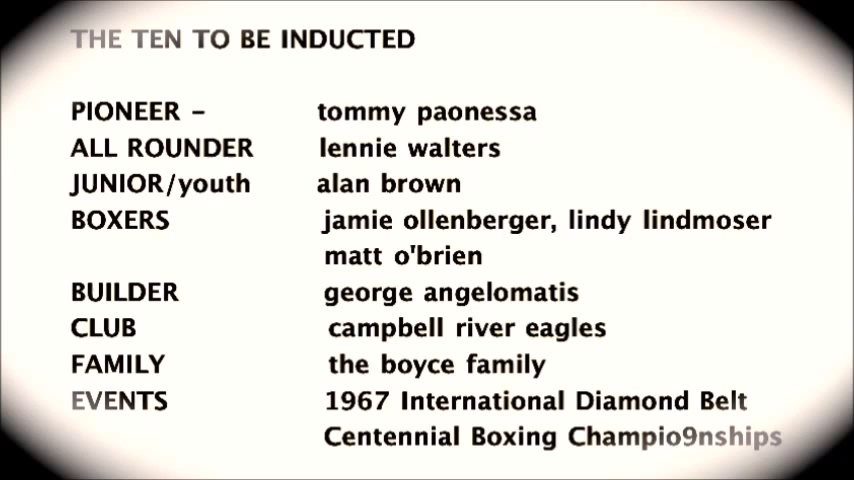 THE TEN TO BE INDUCTED
PIONEER – tommy paonessa
ALL ROUNDER lennie walters
JUNIOR/youth alan brown
BOXERS jamie ollenberger, lindy lindmoser
matt o'brien
BUILDER george angelomatis
CLUB campbell river eagles
FAMILY the boyce family
EVENTS 1967 International Diamond Belt
Centennial Boxing Champio9nships